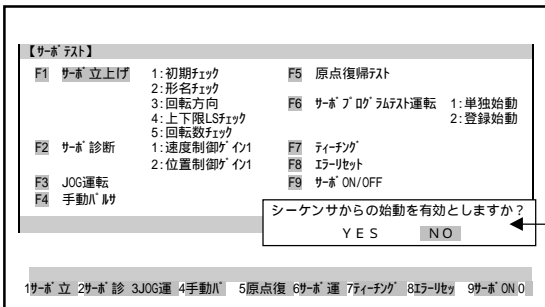 【ｻｰﾎﾞﾃｽﾄ】
F1 ｻｰﾎﾞ立上げ 1:初期ﾁｪｯｸ F5 原点復帰ﾃｽﾄ
2:形名ﾁｪｯｸ
3:回転方向 F6 ｻｰﾎﾞﾌﾟﾛｸﾞﾗﾑﾃｽﾄ運転 1:単独始動
4:上下限LSﾁｪｯｸ 2:登録始動
5:回転数ﾁｪｯｸ
F2 ｻｰﾎﾞ診断 1:速度制御ｹﾞｲﾝ1 F7 ﾃｨｰﾁﾝｸﾞ
2:位置制御ｹﾞｲﾝ1 F8 ｴﾗｰﾘｾｯﾄ
F3 JOG運転 F9 ｻｰﾎﾞON/OFF
F4 手動ﾊﾟﾙｻ
シーケンサからの始動を有効としますか？
YES NO
1ｻｰﾎﾞ立 2ｻｰﾎﾞ診 3JOG運 4手動ﾊﾟ 5原点復 6ｻｰﾎﾞ運 7ﾃｨｰﾁﾝｸﾞ 8ｴﾗｰﾘｾｯ 9ｻｰﾎﾞON 0